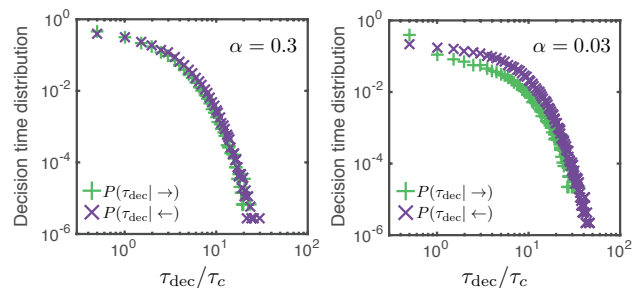 Decision time distribution
10^0
10^-2
10^-4
10^-6
α = 0.3
P(τ_dec| →)
P(τ_dec| ←)
10^0
10^1
10^2
τ_dec/τ_c
Decision time distribution
10^0
10^-2
10^-4
10^-6
α = 0.03
P(τ_dec| →)
P(τ_dec| ←)
10^0
10^1
10^2
τ_dec/τ_c